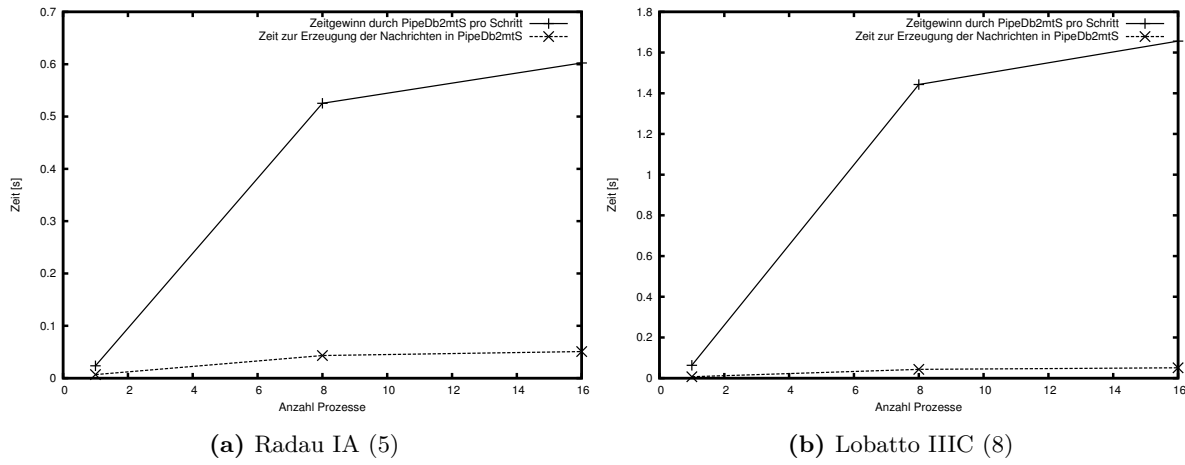 Zeitgewinn durch PipeDb2mtS pro Schritt
Zeit zur Erzeugung der Nachrichten in PipeDb2mtS
0.7
0.6
0.5
0.4
0.3
0.2
0.1
0
Zeit [s]
0 2 4 6 8 10 12 14 16
Anzahl Prozesse
(a) Radau IA (5)
Zeitgewinn durch PipeDb2mtS pro Schritt
Zeit zur Erzeugung der Nachrichten in PipeDb2mtS
1.8
1.6
1.4
1.2
1
0.8
0.6
0.4
0.2
0
Zeit [s]
0 2 4 6 8 10 12 14 16
Anzahl Prozesse
(b) Lobatto IIIC (8)